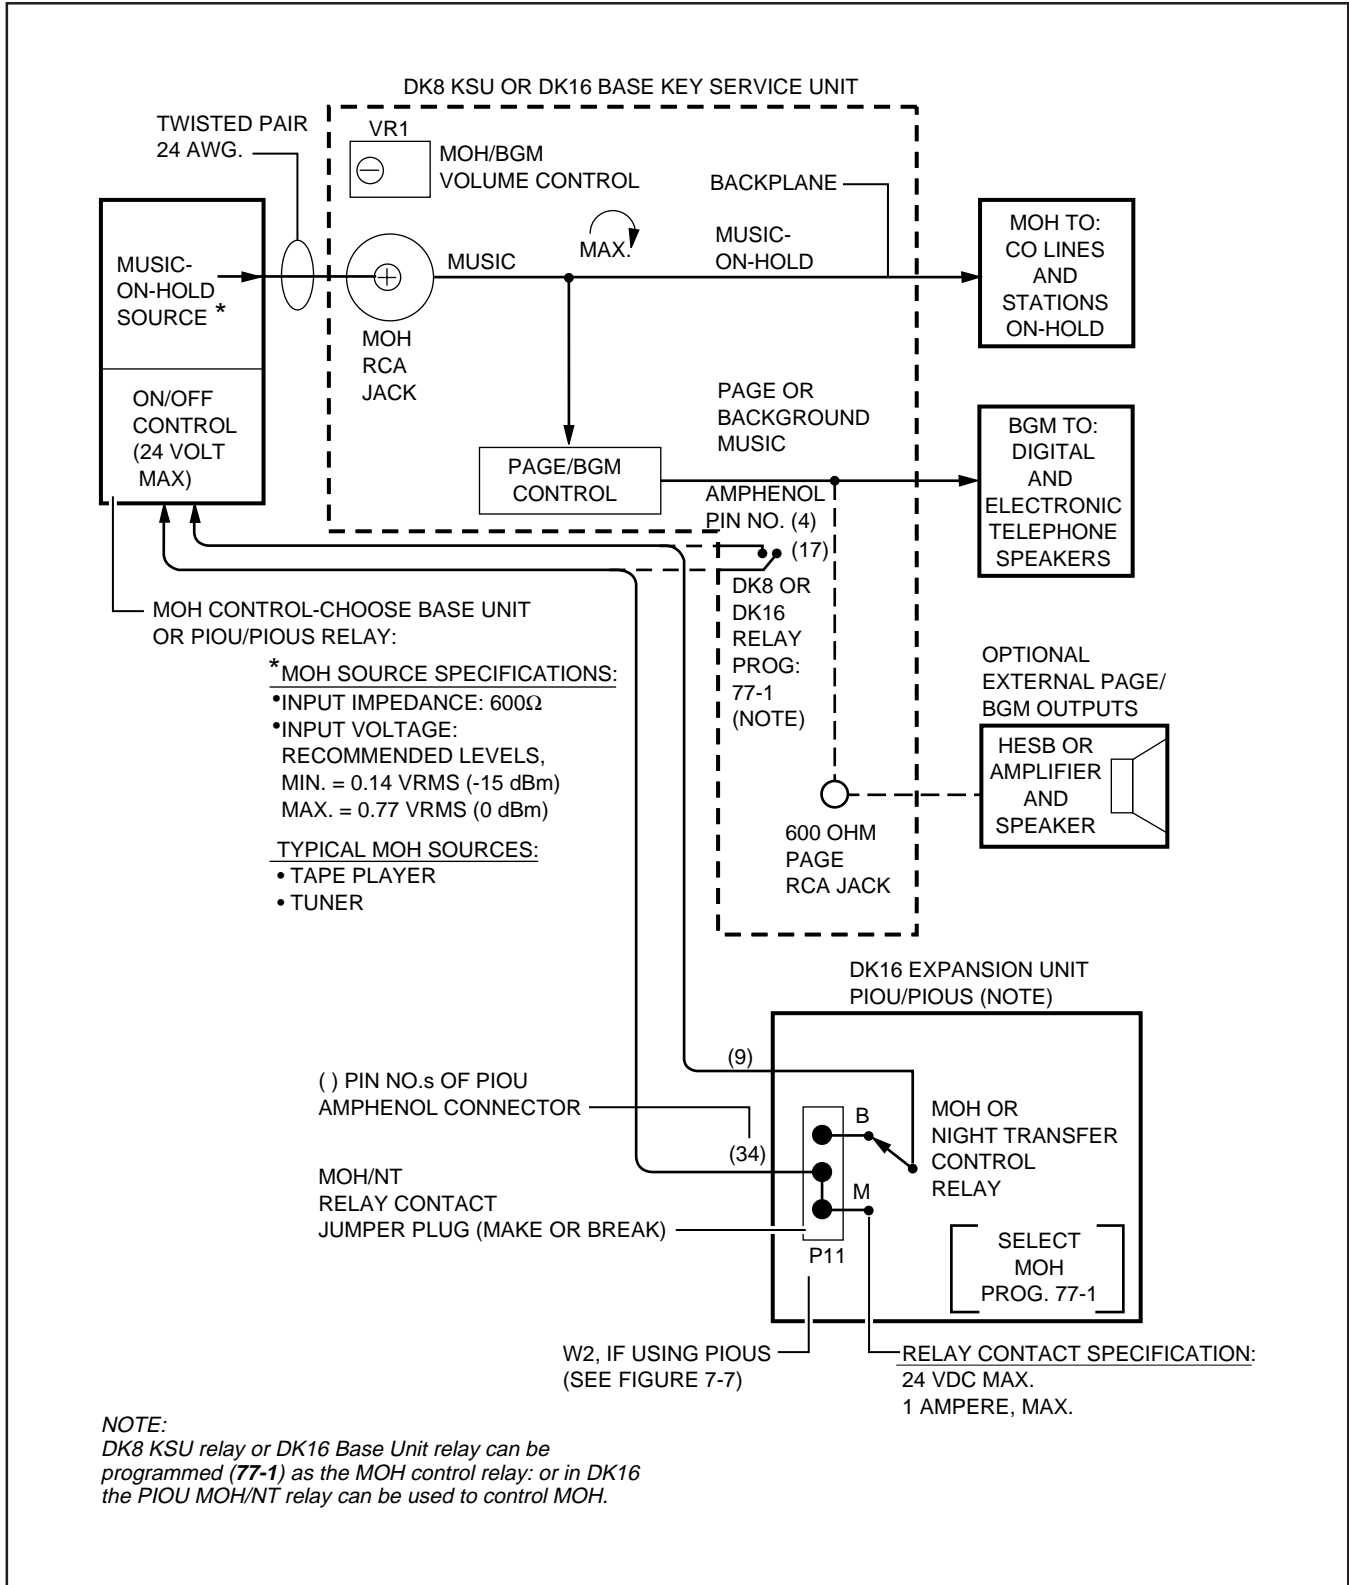 DK8 KSU OR DK16 BASE KEY SERVICE UNIT
TWISTED PAIR
24 AWG.
VR1
MOH/BGM
VOLUME CONTROL
BACKPLANE
MUSIC-
ON-HOLD
SOURCE *
MUSIC
MAX.
MUSIC-
ON-HOLD
MOH TO:
CO LINES
AND
STATIONS
ON-HOLD
MOH
RCA
JACK
ON/OFF
CONTROL
(24 VOLT
MAX)
PAGE OR
BACKGROUND
MUSIC
PAGE/BGM
CONTROL
BGM TO:
DIGITAL
AND
ELECTRONIC
TELEPHONE
SPEAKERS
AMPHENOL
PIN NO. (4)
(17)
DK8 OR
DK16
RELAY
PROG:
77-1
(NOTE)
MOH CONTROL-CHOOSE BASE UNIT
OR PIOU/PIOUS RELAY:
*MOH SOURCE SPECIFICATIONS:
•INPUT IMPEDANCE: 600Ω
•INPUT VOLTAGE:
RECOMMENDED LEVELS,
MIN. = 0.14 VRMS (-15 dBm)
MAX. = 0.77 VRMS (0 dBm)
TYPICAL MOH SOURCES:
• TAPE PLAYER
• TUNER
OPTIONAL
EXTERNAL PAGE/
BGM OUTPUTS
HESB OR
AMPLIFIER
AND
SPEAKER
600 OHM
PAGE
RCA JACK
DK16 EXPANSION UNIT
PIOU/PIOUS (NOTE)
(9)
( ) PIN NO.s OF PIOU
AMPHENOL CONNECTOR
(34)
B
M
MOH OR
NIGHT TRANSFER
CONTROL
RELAY
MOH/NT
RELAY CONTACT
JUMPER PLUG (MAKE OR BREAK)
P11
SELECT
MOH
PROG. 77-1
W2, IF USING PIOUS
(SEE FIGURE 7-7)
RELAY CONTACT SPECIFICATION:
24 VDC MAX.
1 AMPERE, MAX.
NOTE:
DK8 KSU relay or DK16 Base Unit relay can be
programmed (77-1) as the MOH control relay: or in DK16
the PIOU MOH/NT relay can be used to control MOH.